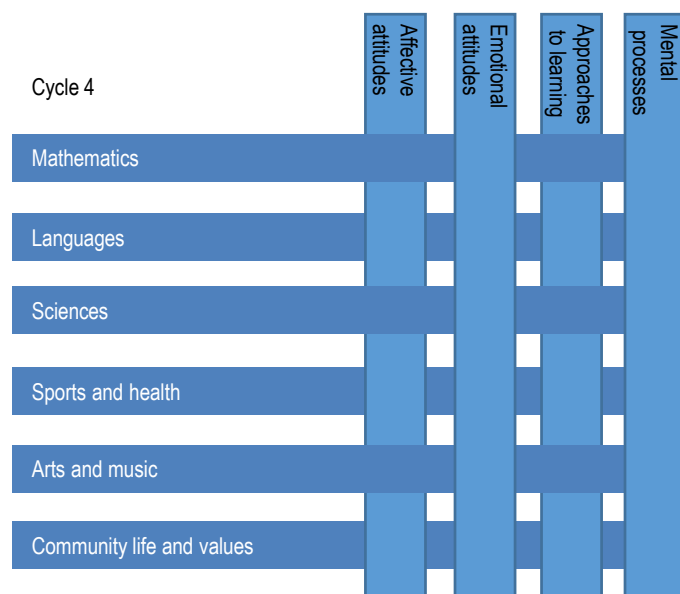 Affective
attitudes
Emotional
attitudes
Approaches
to learning
Mental
processes
Cycle 4
Mathematics
Languages
Sciences
Sports and health
Arts and music
Community life and values